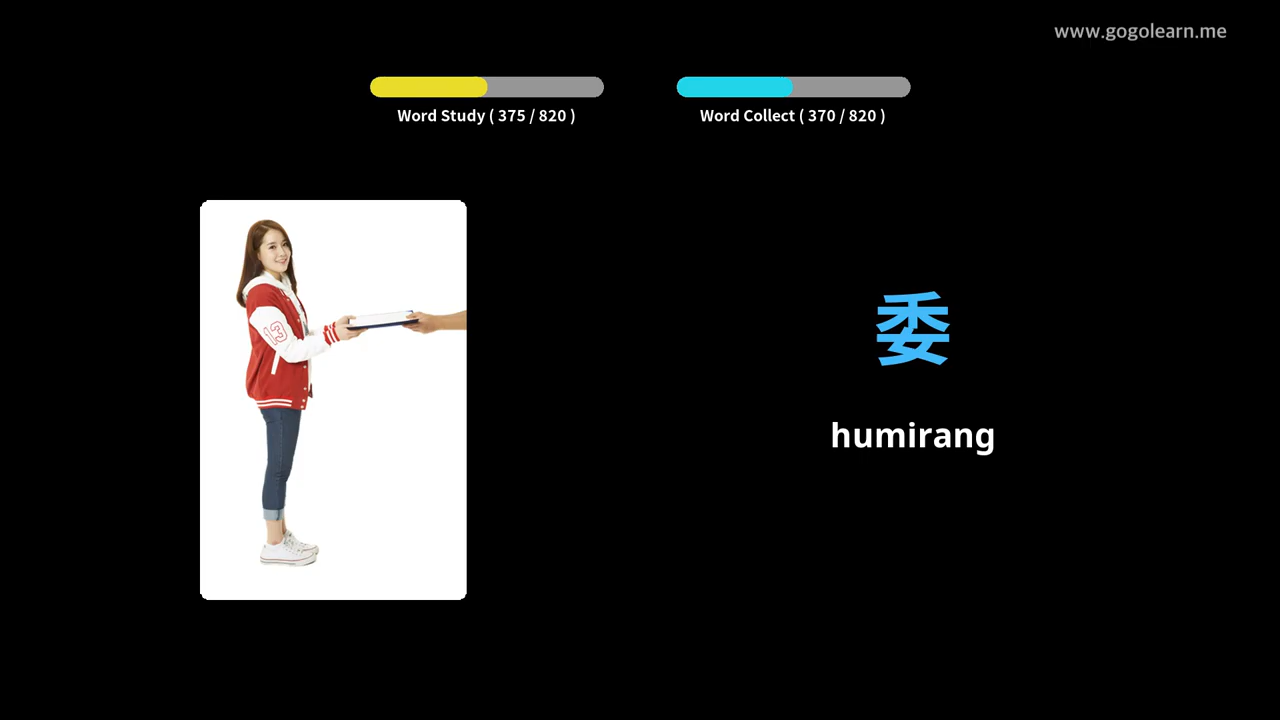 www.gogolearn.me
Word Study ( 375 / 820 )
Word Collect ( 370 / 820 )
13
委
humirang